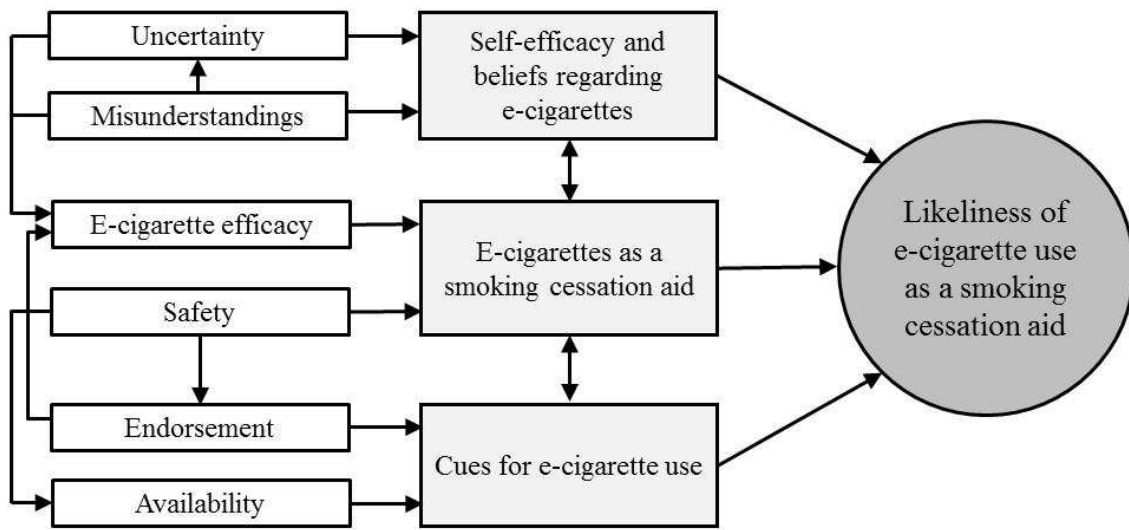 Uncertainty
Misunderstandings
E-cigarette efficacy
Safety
Endorsement
Availability
Self-efficacy and
beliefs regarding
e-cigarettes
E-cigarettes as a
smoking cessation aid
Cues for e-cigarette use
Likeliness of
e-cigarette use
as a smoking
cessation aid